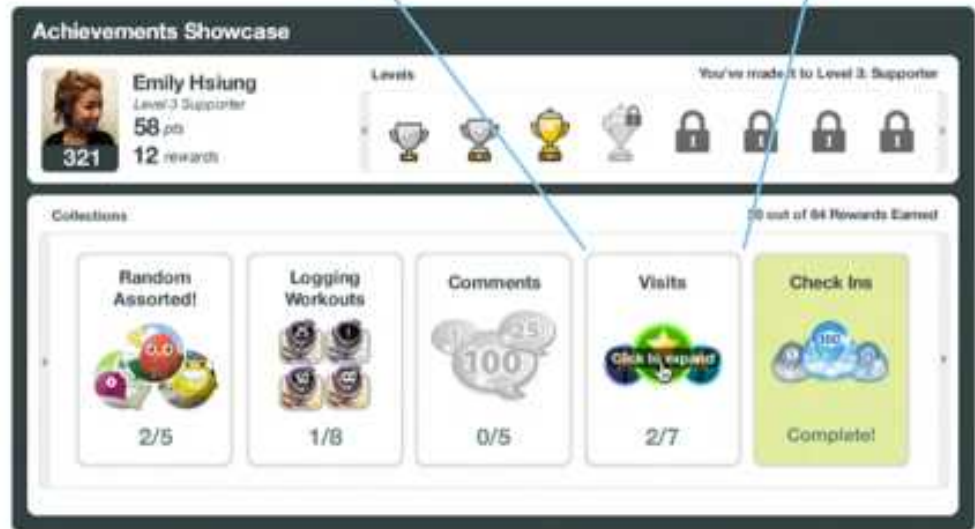 Achievements Showcase
Emily Hsiung
Level 3 Supporter
58 pts
12 rewards
321
Levels
You've made it to Level 3: Supporter
Collections
out of 64 Rewards Earned
Random
Assorted!
2/5
Logging
Workouts
1/8
Comments
1
25
100
0/5
Visits
Click to expand
2/7
Check Ins
100
Complete!